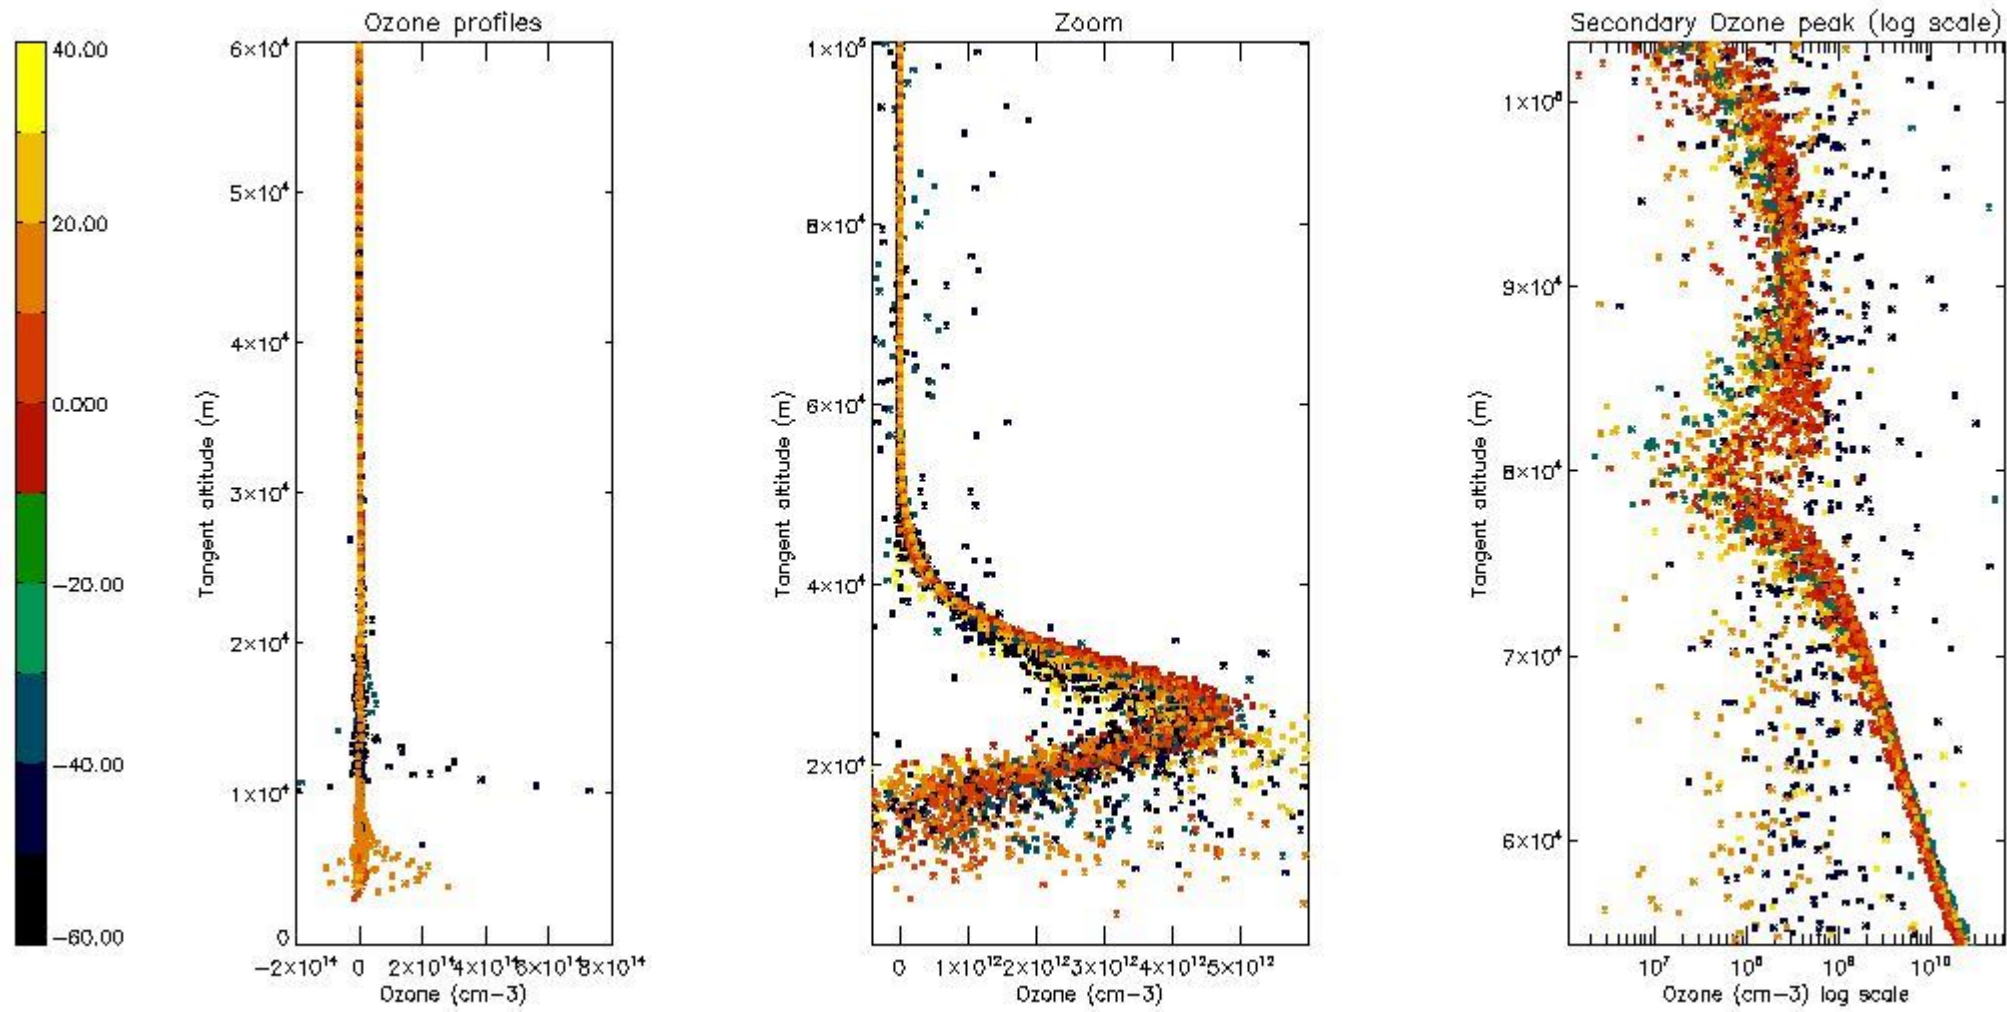 Ozone profiles
Zoom
Secondary Ozone peak (log scale)
40.00
20.00
0.000
−20.00
−40.00
−60.00
6×10⁴
5×10⁴
4×10⁴
3×10⁴
2×10⁴
1×10⁴
0
Tangent altitude (m)
−2×10¹⁴ 0 2×10¹⁴ 4×10¹⁴ 6×10¹⁴ 8×10¹⁴
Ozone (cm−3)
1×10⁵
8×10⁴
6×10⁴
4×10⁴
2×10⁴
Tangent altitude (m)
0 1×10¹² 2×10¹² 3×10¹² 4×10¹² 5×10¹²
Ozone (cm−3)
1×10⁵
9×10⁴
8×10⁴
7×10⁴
6×10⁴
Tangent altitude (m)
10⁷ 10⁸ 10⁹ 10¹⁰
Ozone (cm−3) log scale